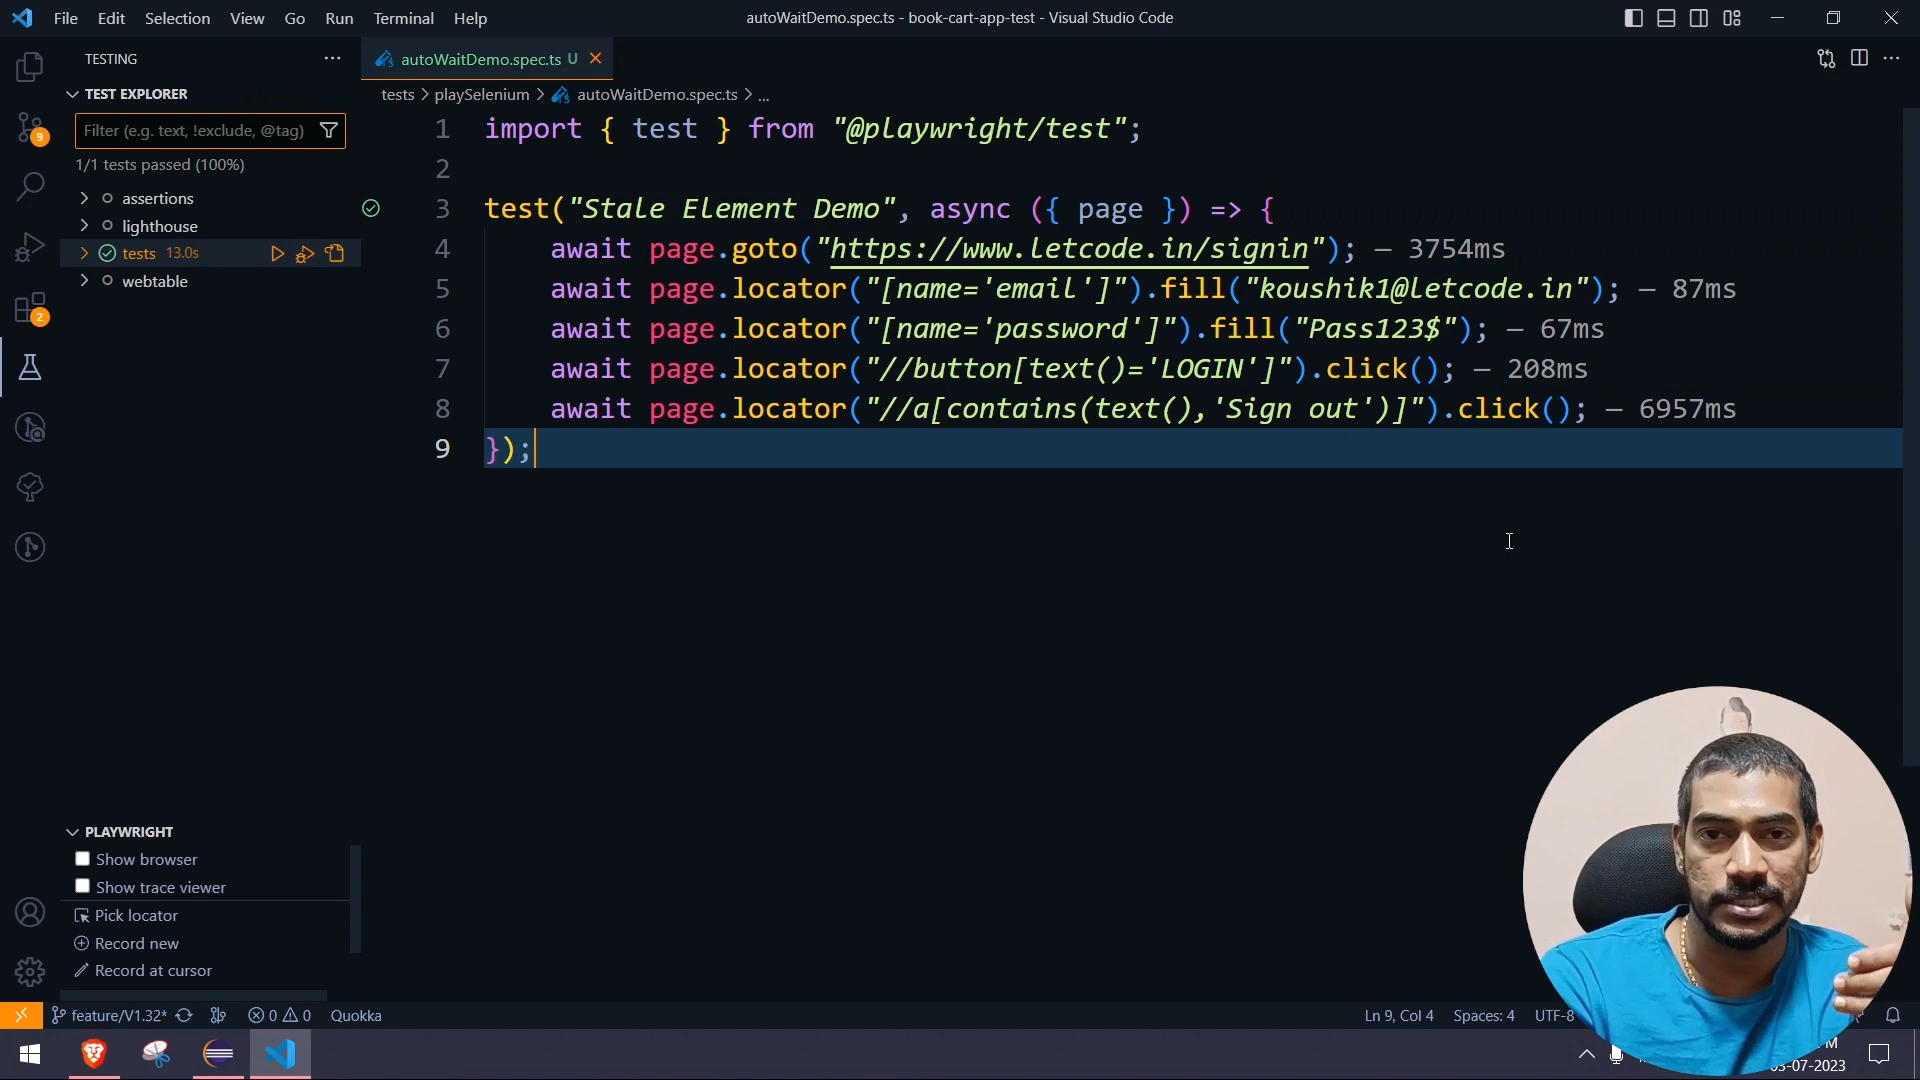 File Edit Selection View Go Run Terminal Help
autoWaitDemo.spec.ts - book-cart-app-test - Visual Studio Code
TESTING
TEST EXPLORER
Filter (e.g. text, !exclude, @tag)
1/1 tests passed (100%)
assertions
lighthouse
tests 13.0s
webtable
9
2
autoWaitDemo.spec.ts U
tests > playSelenium > autoWaitDemo.spec.ts > ...
1 import { test } from "@playwright/test";
2
3 test("Stale Element Demo", async ({ page }) => {
4 await page.goto("https://www.letcode.in/signin"); — 3754ms
5 await page.locator("[name='email']").fill("koushik1@letcode.in"); — 87ms
6 await page.locator("[name='password']").fill("Pass123$"); — 67ms
7 await page.locator("//button[text()='LOGIN']").click(); — 208ms
8 await page.locator("//a[contains(text(),'Sign out')]").click(); — 6957ms
9 });
PLAYWRIGHT
Show browser
Show trace viewer
Pick locator
Record new
Record at cursor
feature/V1.32* 0 0 Quokka
Ln 9, Col 4 Spaces: 4 UTF-8
M
03-07-2023